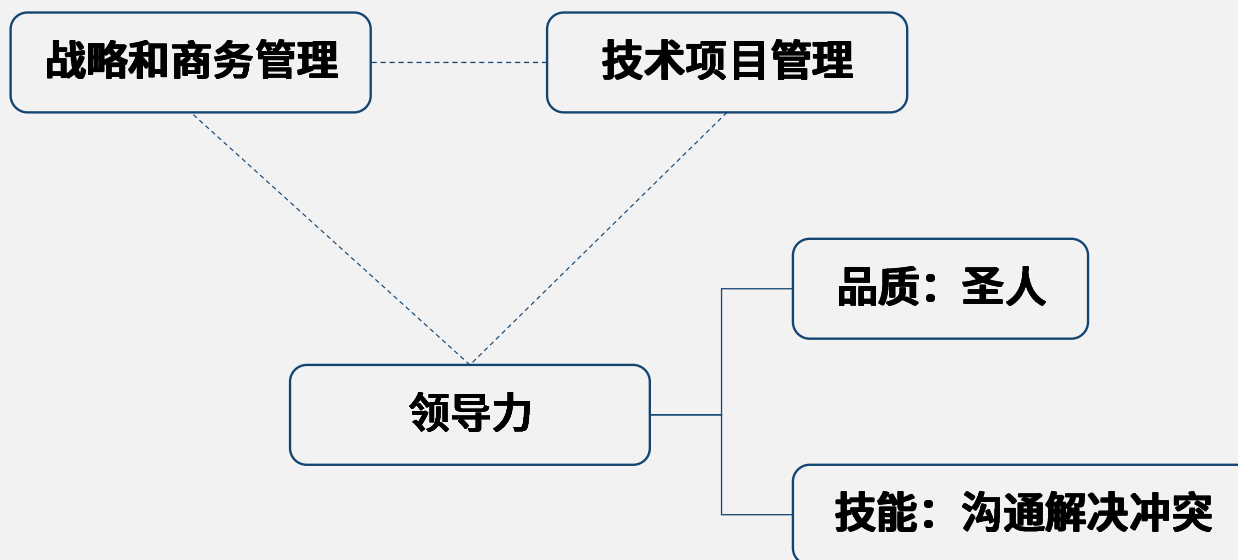 战略和商务管理
技术项目管理
品质：圣人
领导力
技能：沟通解决冲突